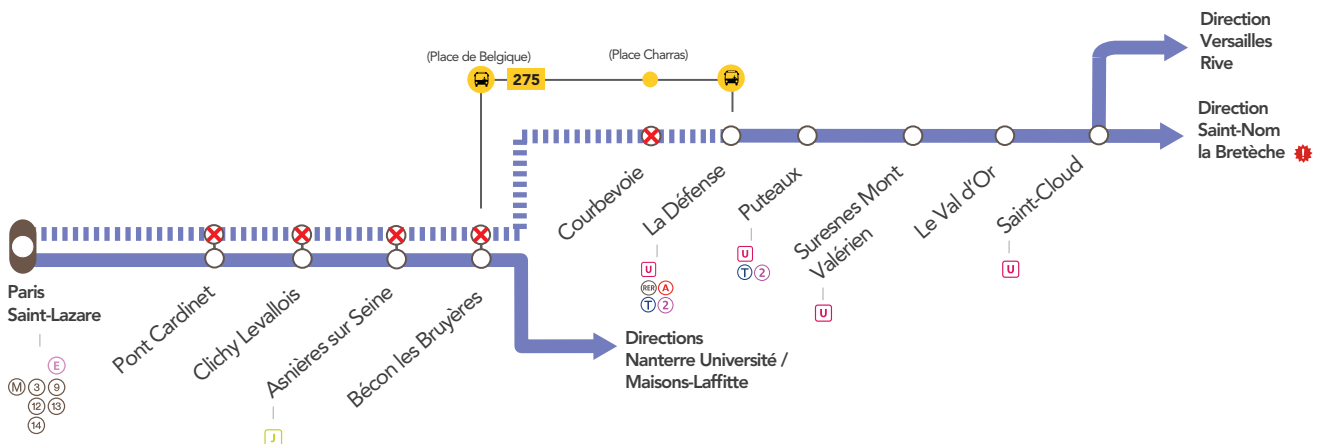 Direction
Versailles
Rive
(Place de Belgique)
(Place Charras)
275
Direction
Saint-Nom
la Bretèche !
Courbevoie
La Défense
Puteaux
Suresnes Mont
Valérien
Le Val d'Or
Saint-Cloud
U
RER A
T 2
U
T 2
U
U
Paris
Saint-Lazare
Pont Cardinet
Clichy Levallois
Asnières sur Seine
Bécon les Bruyères
Directions
Nanterre Université /
Maisons-Laffitte
E
M 3 9
12 13
14
J